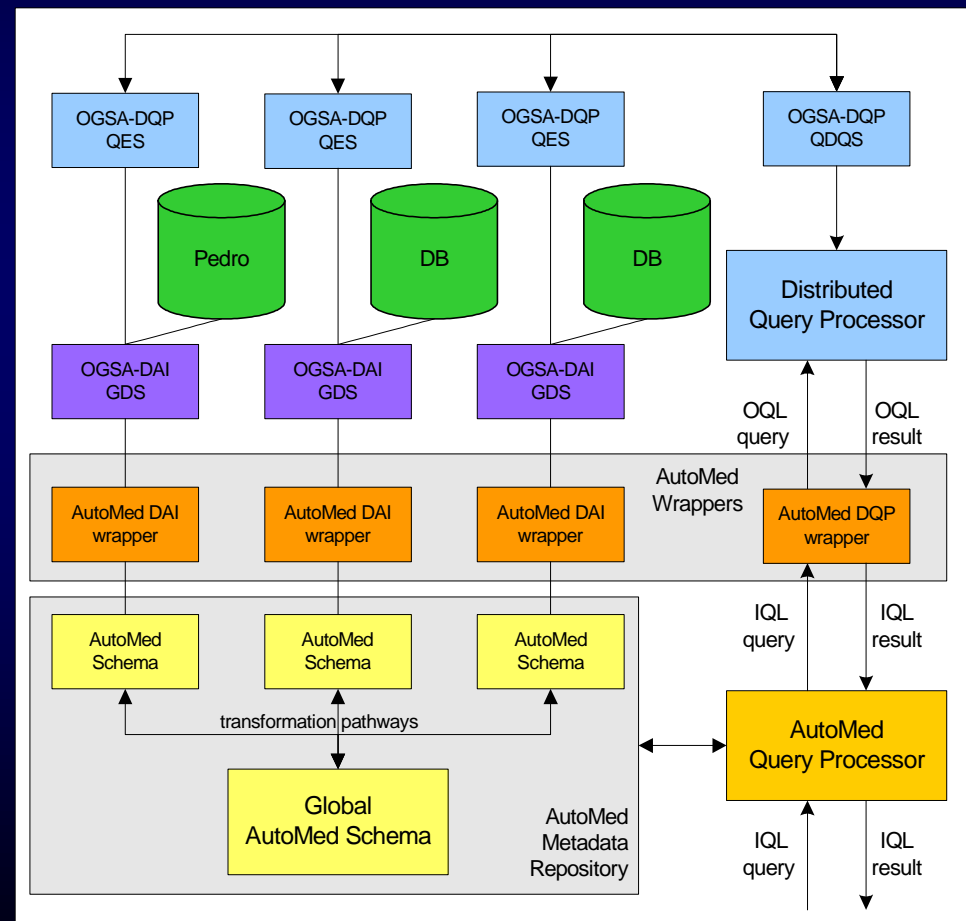 OGSA-DQP
QES
OGSA-DQP
QES
OGSA-DQP
QES
OGSA-DQP
QDQS
Pedro
DB
DB
Distributed
Query Processor
OGSA-DAI
GDS
OGSA-DAI
GDS
OGSA-DAI
GDS
OQL
query
OQL
result
AutoMed
Wrappers
AutoMed DAI
wrapper
AutoMed DAI
wrapper
AutoMed DAI
wrapper
AutoMed DQP
wrapper
IQL
query
IQL
result
AutoMed
Schema
AutoMed
Schema
AutoMed
Schema
transformation pathways
AutoMed
Query Processor
Global
AutoMed Schema
AutoMed
Metadata
Repository
IQL
query
IQL
result